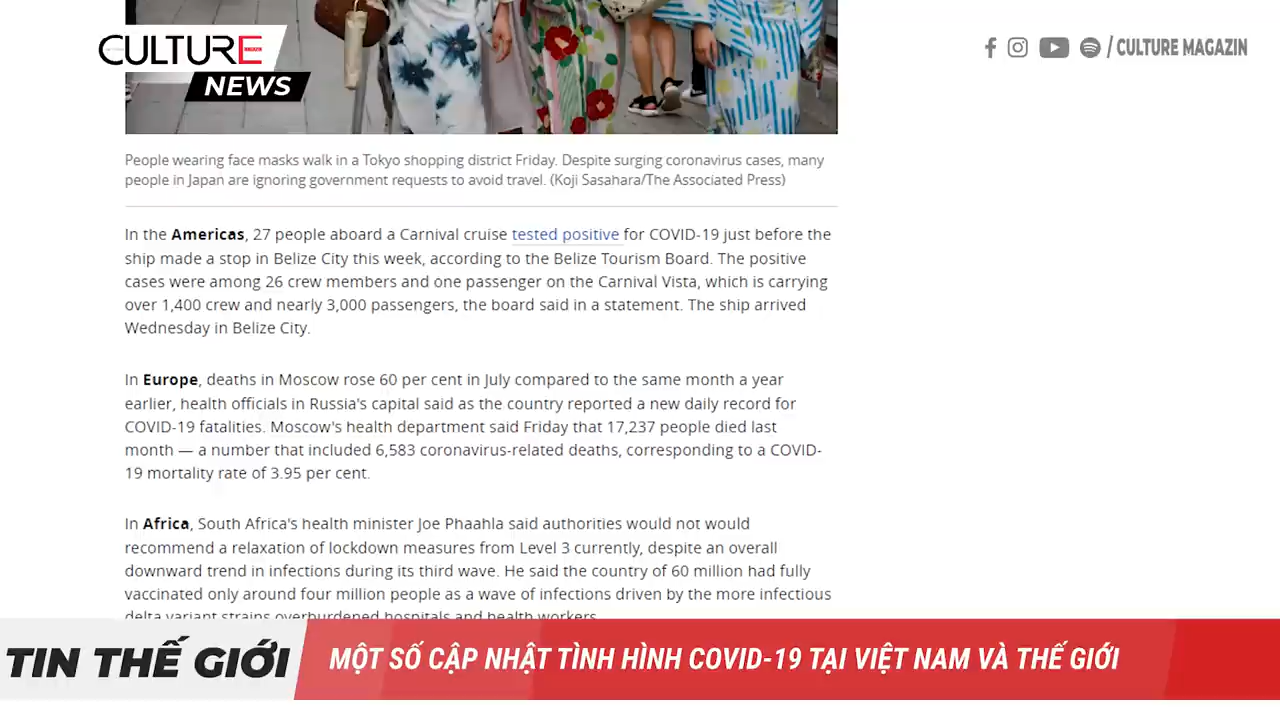 CULTURE
NEWS
/ CULTURE MAGAZIN
People wearing face masks walk in a Tokyo shopping district Friday. Despite surging coronavirus cases, many
people in Japan are ignoring government requests to avoid travel. (Koji Sasahara/The Associated Press)
In the Americas, 27 people aboard a Carnival cruise tested positive for COVID-19 just before the
ship made a stop in Belize City this week, according to the Belize Tourism Board. The positive
cases were among 26 crew members and one passenger on the Carnival Vista, which is carrying
over 1,400 crew and nearly 3,000 passengers, the board said in a statement. The ship arrived
Wednesday in Belize City.
In Europe, deaths in Moscow rose 60 per cent in July compared to the same month a year
earlier, health officials in Russia's capital said as the country reported a new daily record for
COVID-19 fatalities. Moscow's health department said Friday that 17,237 people died last
month — a number that included 6,583 coronavirus-related deaths, corresponding to a COVID-
19 mortality rate of 3.95 per cent.
In Africa, South Africa's health minister Joe Phaahla said authorities would not would
recommend a relaxation of lockdown measures from Level 3 currently, despite an overall
downward trend in infections during its third wave. He said the country of 60 million had fully
vaccinated only around four million people as a wave of infections driven by the more infectious
delta variant strains overburdened hospitals and health workers.
TIN THẾ GIỚI
MỘT SỐ CẬP NHẬT TÌNH HÌNH COVID-19 TẠI VIỆT NAM VÀ THẾ GIỚI